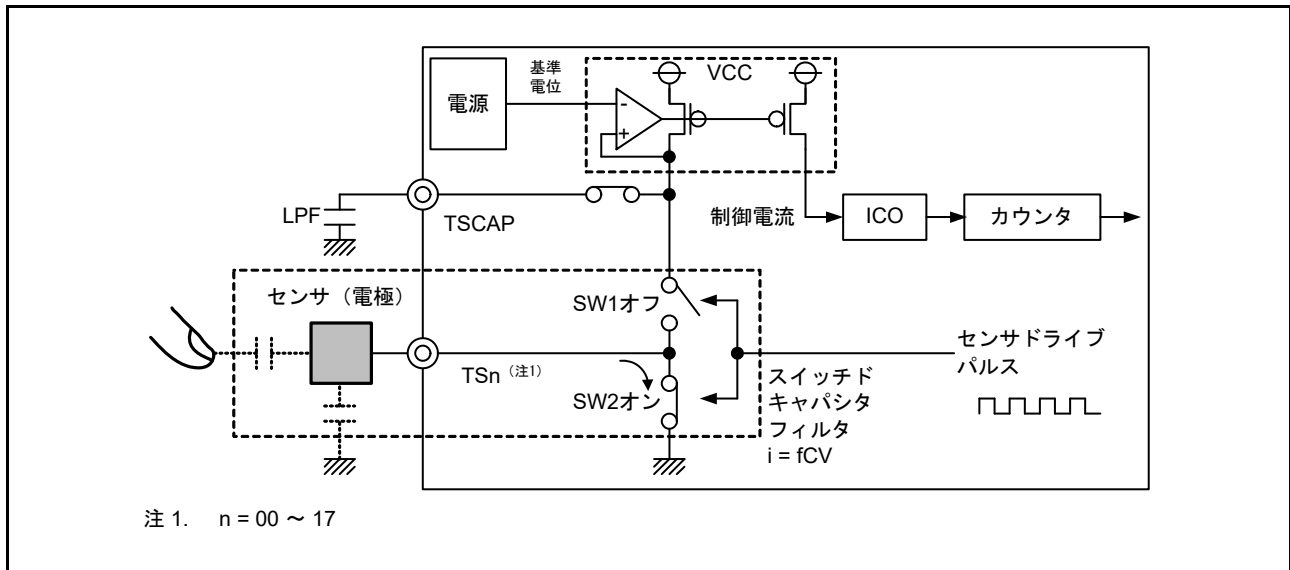 電源
基準
電位
VCC
-
+
LPF
TSCAP
制御電流
ICO
カウンタ
センサ（電極）
SW1オフ
TSn（注1）
SW2オン
センサドライブ
パルス
スイッチド
キャパシタ
フィルタ
i = fCV
注 1. n = 00 ～ 17